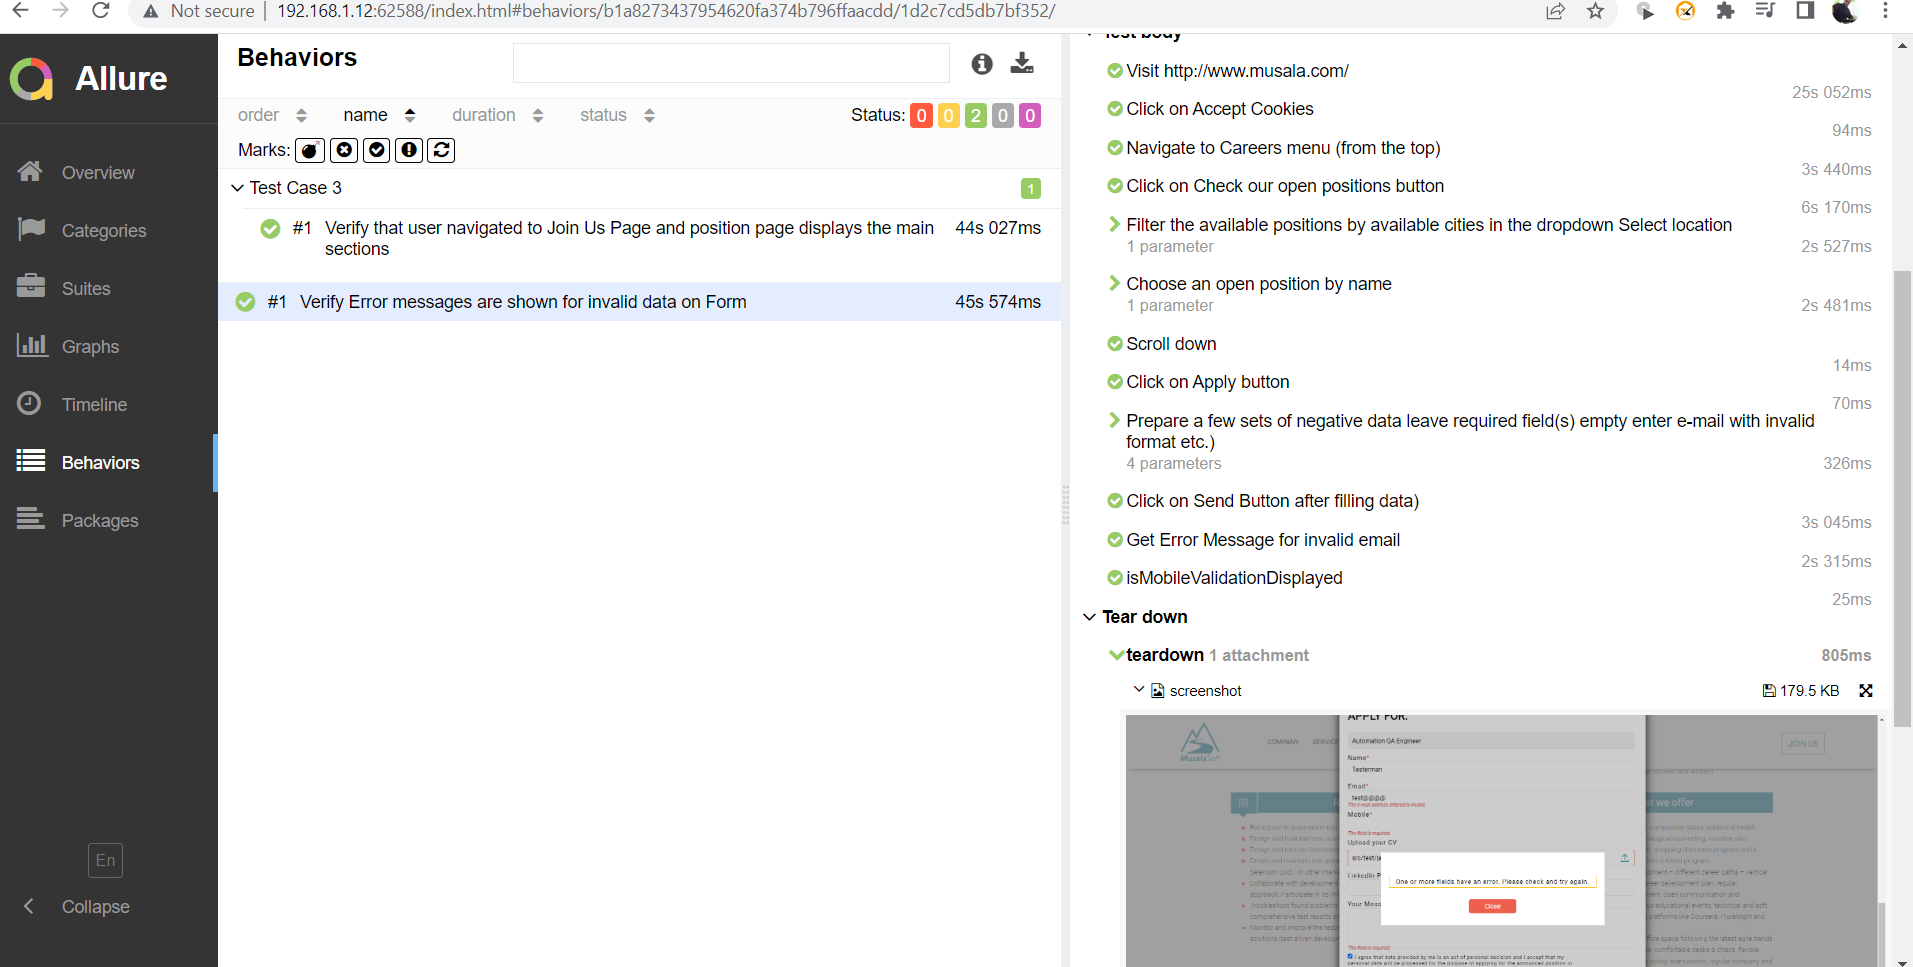 Not secure | 192.168.1.12:62588/index.html#behaviors/b1a8273437954620fa374b796ffaacdd/1d2c7cd5db7bf352/
Allure
Overview
Categories
Suites
Graphs
Timeline
Behaviors
Packages
En
Collapse
Behaviors
order name duration status Status: 0 0 2 0 0
Marks:
Test Case 3 1
#1 Verify that user navigated to Join Us Page and position page displays the main 44s 027ms
sections
#1 Verify Error messages are shown for invalid data on Form 45s 574ms
Test body
Visit http://www.musala.com/
25s 052ms
Click on Accept Cookies
94ms
Navigate to Careers menu (from the top)
3s 440ms
Click on Check our open positions button
6s 170ms
Filter the available positions by available cities in the dropdown Select location
1 parameter 2s 527ms
Choose an open position by name
1 parameter 2s 481ms
Scroll down
14ms
Click on Apply button
70ms
Prepare a few sets of negative data leave required field(s) empty enter e-mail with invalid
format etc.)
4 parameters 326ms
Click on Send Button after filling data)
3s 045ms
Get Error Message for invalid email
2s 315ms
isMobileValidationDisplayed
25ms
Tear down
teardown 1 attachment 805ms
screenshot 179.5 KB
APPLY FOR:
MusalaSoft
COMPANY
JOIN US
Automation QA Engineer
Name*
Testerman
Email*
test@@@@
The e-mail address entered is invalid.
Mobile*
The field is required.
Upload your CV
we offer
One or more fields have an error. Please check and try again.
Close
The field is required.
I agree that data provided by me is an act of personal decision and I accept that my
personal data will be processed for the purpose of applying for the announced position in